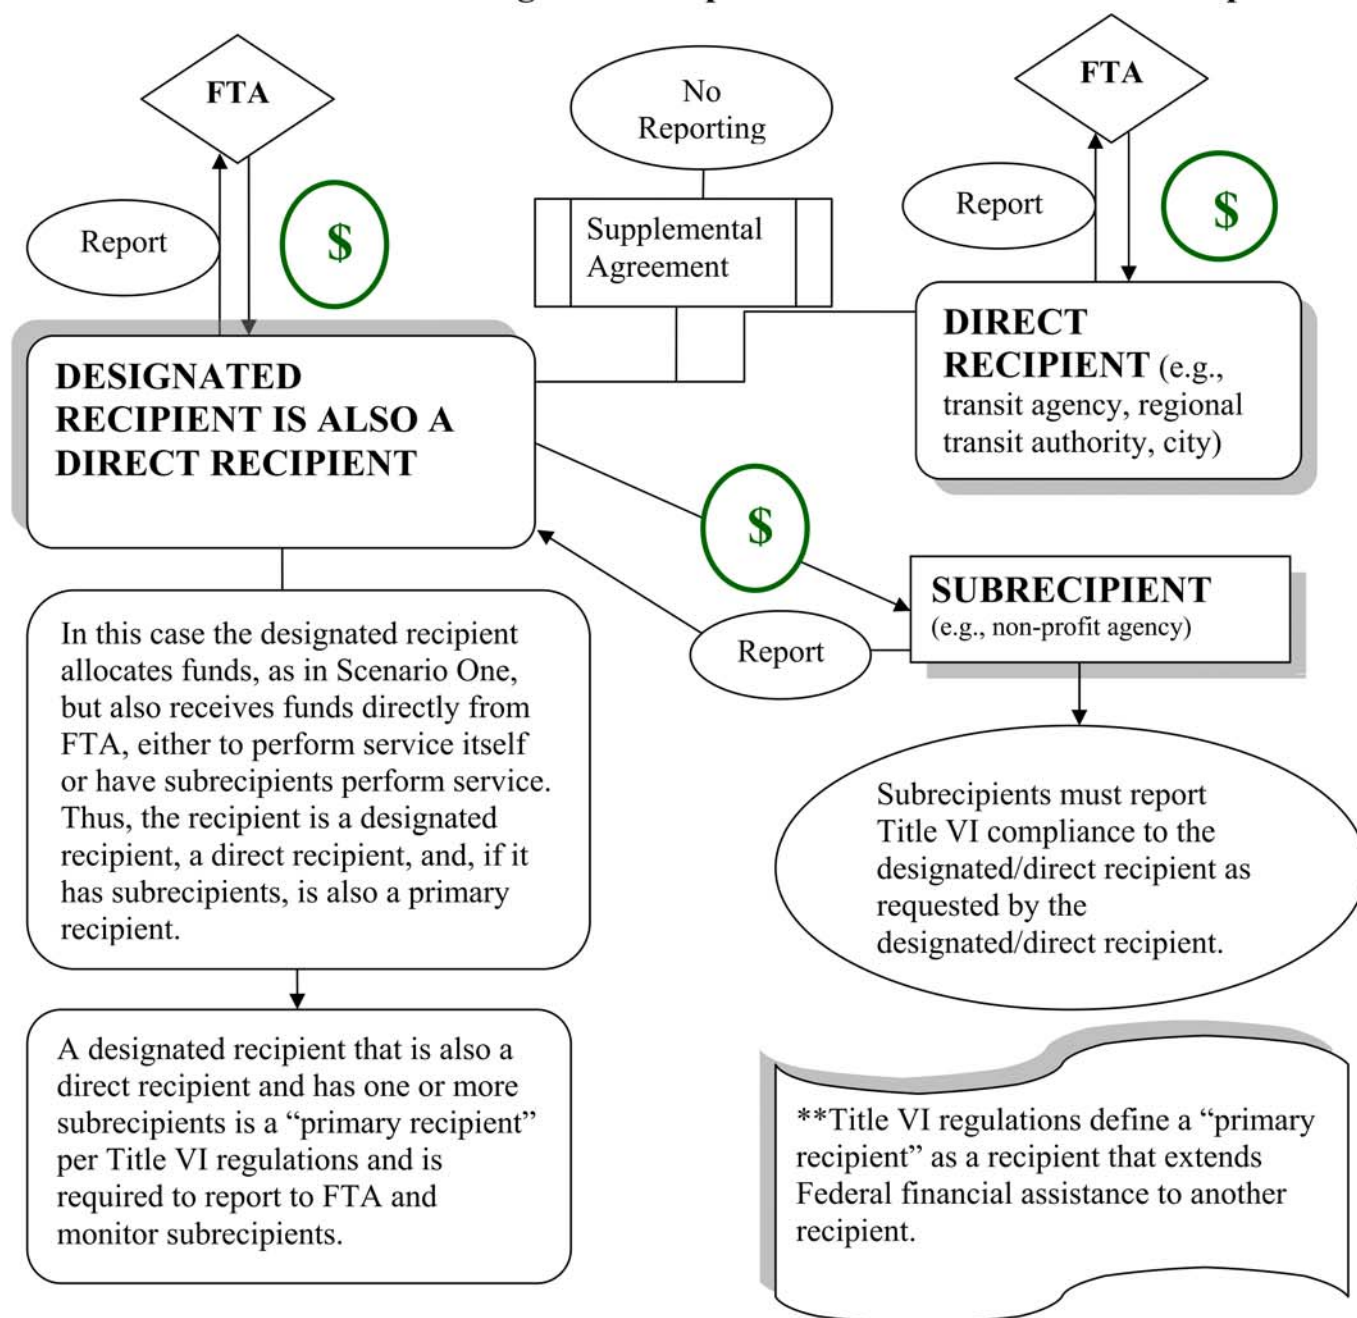 FTA
No
Reporting
FTA
Report
$
Supplemental
Agreement
Report
$
DESIGNATED
RECIPIENT IS ALSO A
DIRECT RECIPIENT
DIRECT
RECIPIENT (e.g.,
transit agency, regional
transit authority, city)
$
SUBRECIPIENT
(e.g., non-profit agency)
Report
In this case the designated recipient
allocates funds, as in Scenario One,
but also receives funds directly from
FTA, either to perform service itself
or have subrecipients perform service.
Thus, the recipient is a designated
recipient, a direct recipient, and, if it
has subrecipients, is also a primary
recipient.
Subrecipients must report
Title VI compliance to the
designated/direct recipient as
requested by the
designated/direct recipient.
A designated recipient that is also a
direct recipient and has one or more
subrecipients is a “primary recipient”
per Title VI regulations and is
required to report to FTA and
monitor subrecipients.
**Title VI regulations define a “primary
recipient” as a recipient that extends
Federal financial assistance to another
recipient.